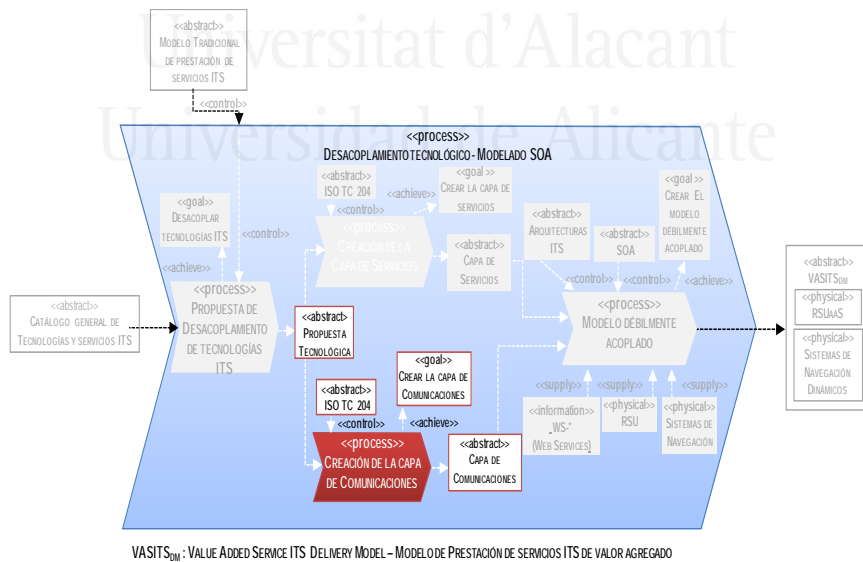 Universitat d'Alacant
Universidad de Alicante
<<abstract>>
MODELO TRADICIONAL
DE PRESTACIÓN DE
SERVICIOS ITS
<<control>>
<<process>>
DESACOPLAMIENTO TECNOLÓGICO - MODELADO SOA
<<goal>>
DESACOPLAR
TECNOLOGÍAS ITS
<<achieve>>
<<control>>
<<abstract>>
ISO TC 204
<<control>>
<<achieve>>
<<goal >>
CREAR LA CAPA DE
SERVICIOS
<<process>>
CREACIÓN DE LA
CAPA DE SERVICIOS
<<abstract>>
CAPA DE
SERVICIOS
<<abstract>>
ARQUITECTURAS
ITS
<<control>>
<<abstract>>
SOA
<<control>>
<<goal >>
CREAR EL
MODELO
DÉBILMENTE
ACOPLADO
<<achieve>>
<<abstract>>
CATÁLOGO GENERAL DE
TECNOLOGÍAS Y SERVICIOS ITS
<<process>>
PROPUESTA DE
DESACOPLAMIENTO
DE TECNOLOGÍAS
ITS
<<abstract>>
PROPUESTA
TECNOLÓGICA
<<process>>
MODELO DÉBILMENTE
ACOPLADO
<<abstract>>
VASITSDM
<<physical>>
RSUAAS
<<physical>>
SISTEMAS DE
NAVEGACIÓN
DINÁMICOS
<<abstract>>
ISO TC 204
<<control>>
<<goal>>
CREAR LA CAPA DE
COMUNICACIONES
<<achieve>>
<<process>>
CREACIÓN DE LA CAPA
DE COMUNICACIONES
<<abstract>>
CAPA DE
COMUNICACIONES
<<supply>>
<<supply>>
<<supply>>
<<information>>
„WS-*
(WEB SERVICES)
<<physical>>
RSU
<<physical>>
SISTEMAS DE
NAVEGACIÓN
VASITSDM : VALUE ADDED SERVICE ITS DELIVERY MODEL – MODELO DE PRESTACIÓN DE SERVICIOS ITS DE VALOR AGREGADO